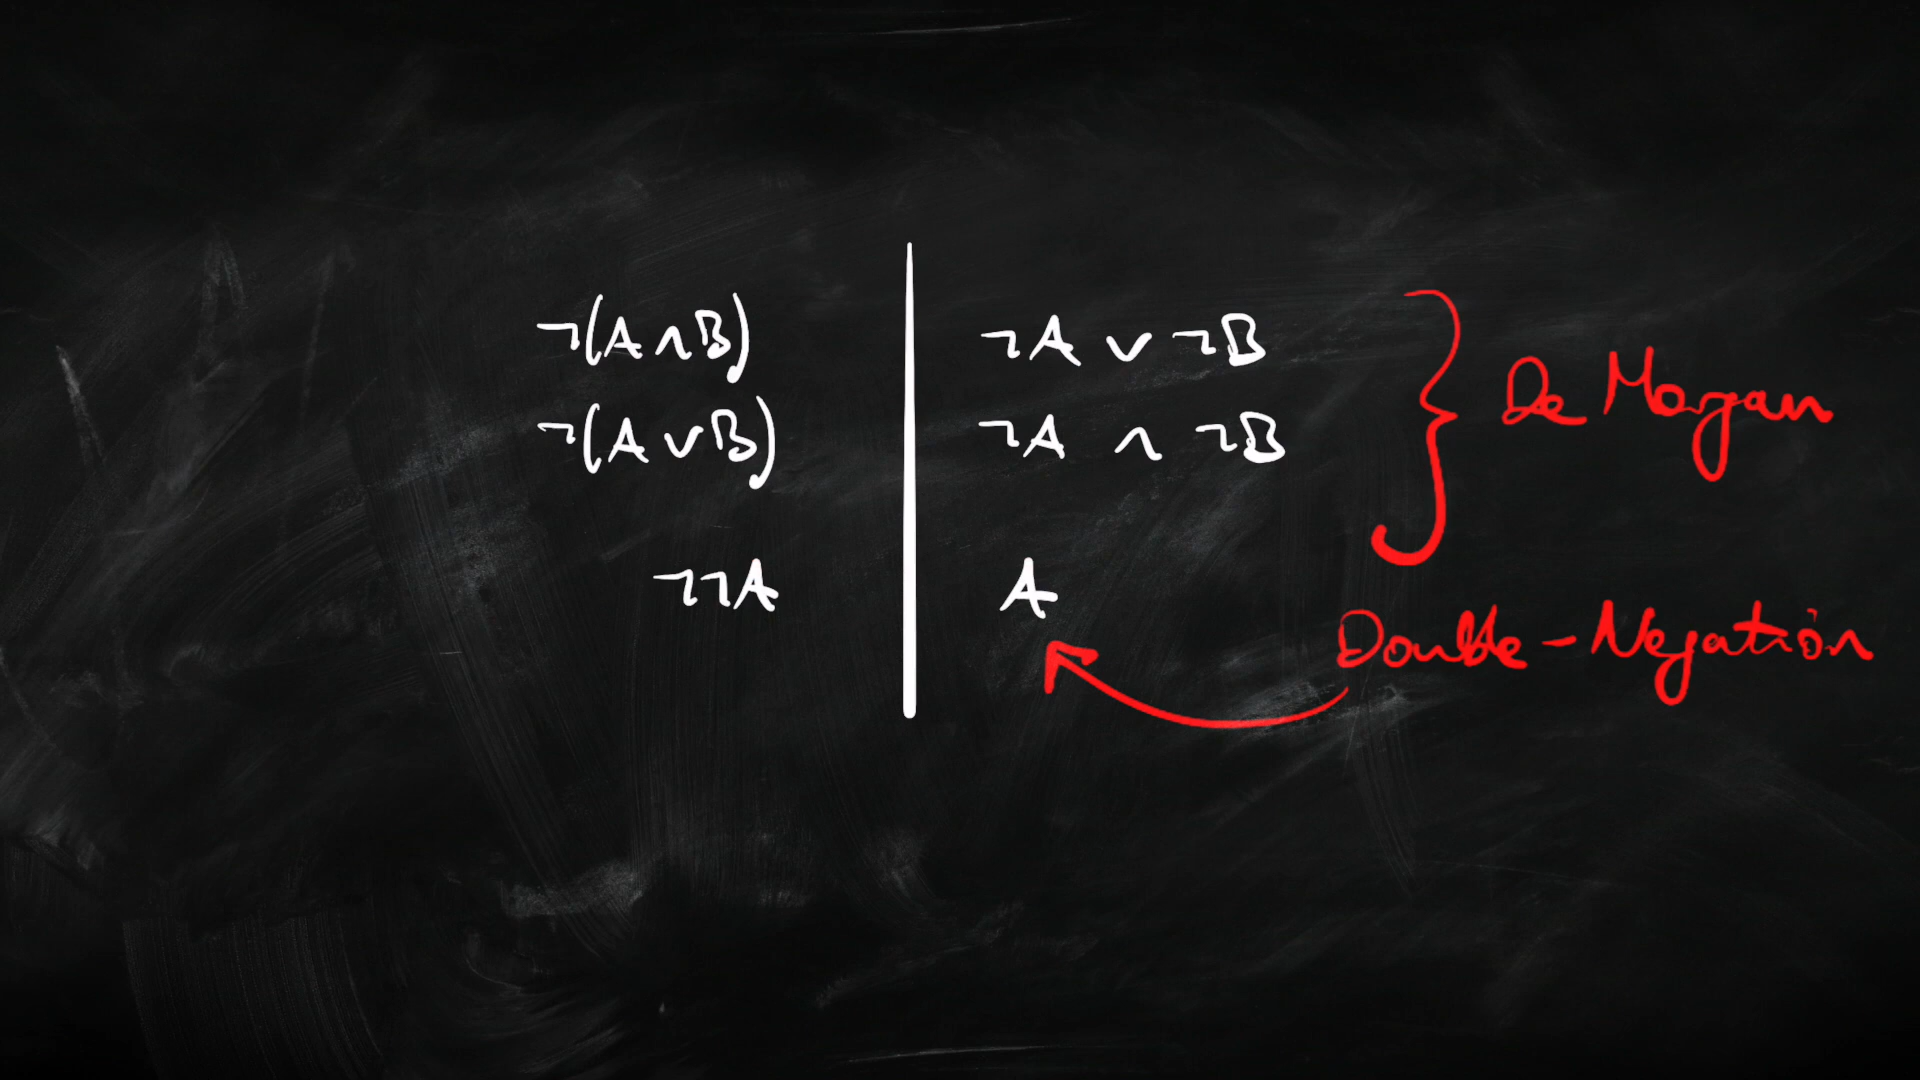 ¬(A∧B) ¬A ∨ ¬B
¬(A∨B) ¬A ∧ ¬B
De Morgan
¬¬A A
Double-Negation